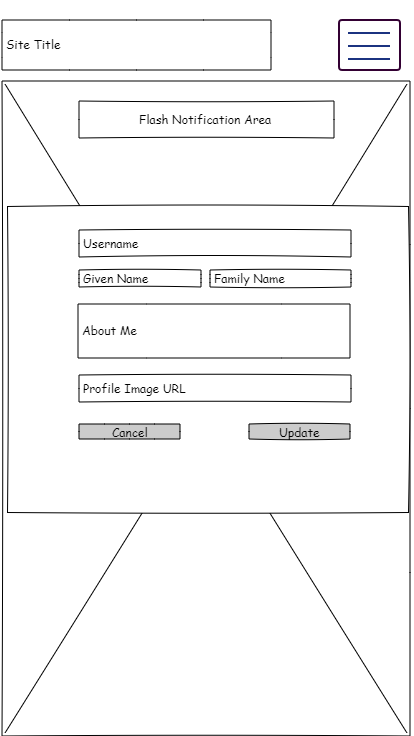 Site Title
Flash Notification Area
Username
Given Name
Family Name
About Me
Profile Image URL
Cancel
Update